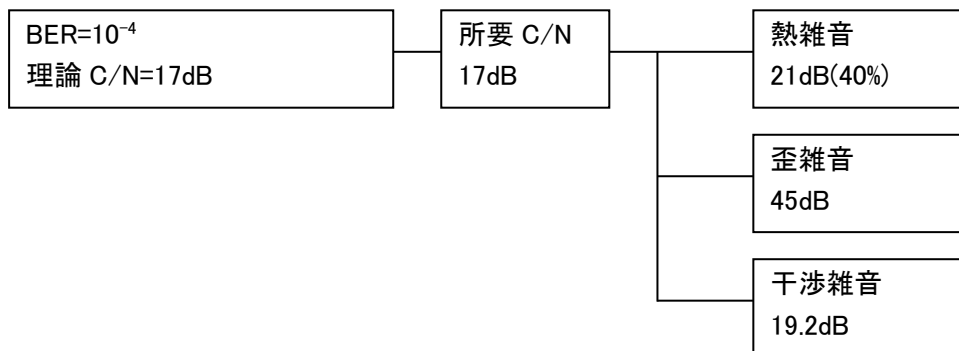 BER=10⁻⁴
理論 C/N=17dB
所要 C/N
17dB
熱雑音
21dB(40%)
歪雑音
45dB
干渉雑音
19.2dB